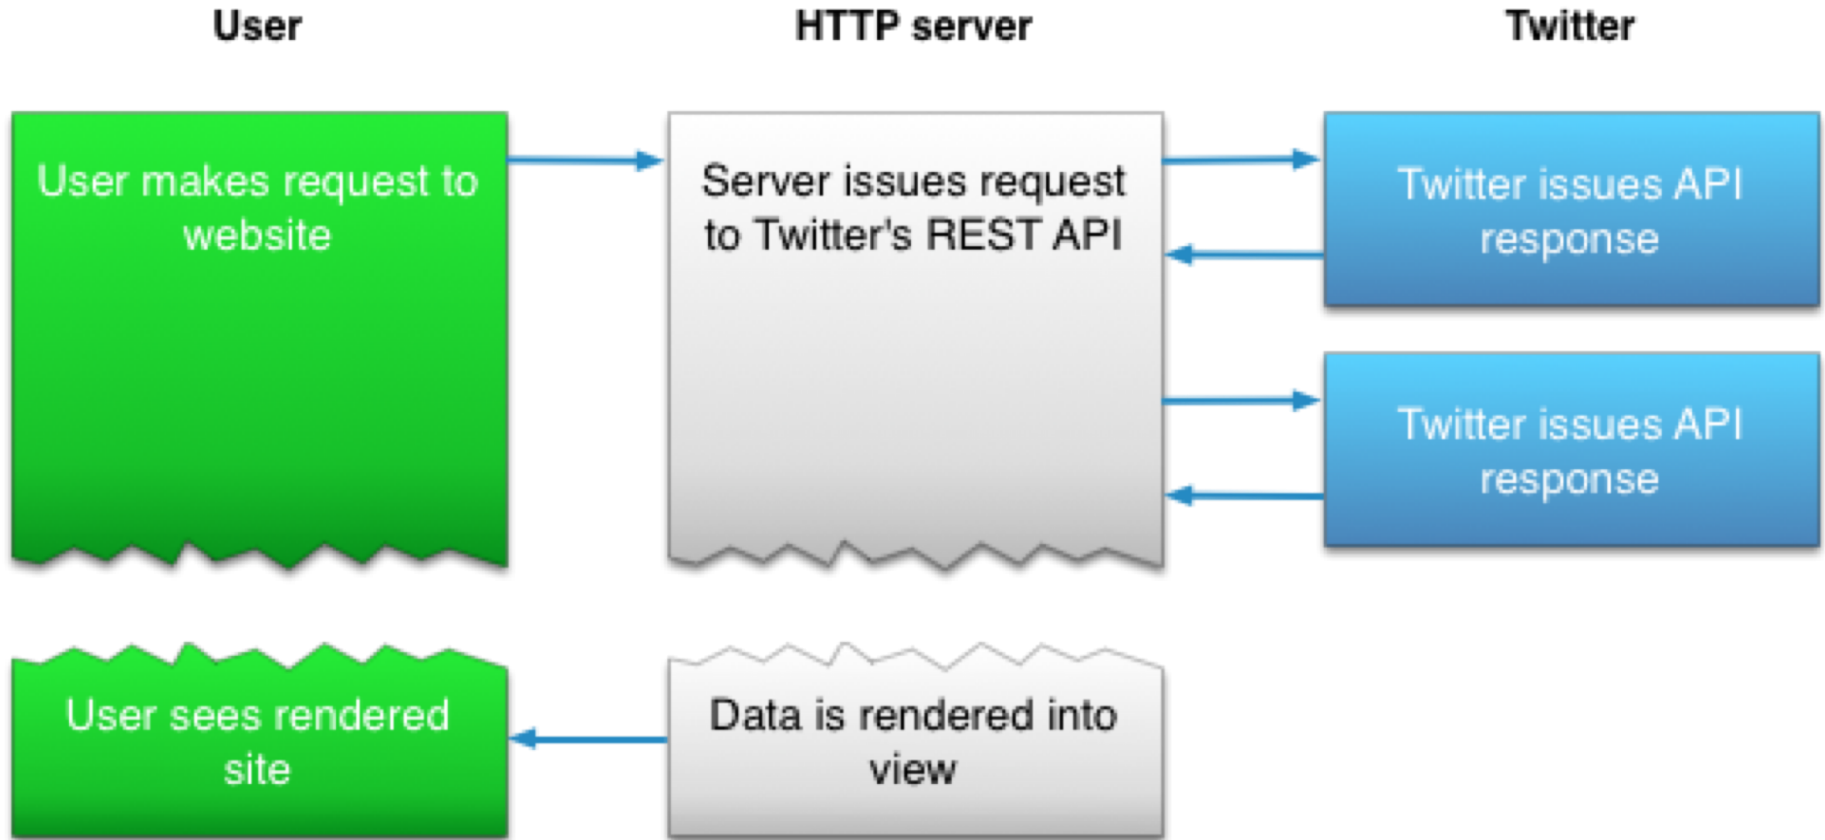 User
HTTP server
Twitter
User makes request to
website
Server issues request
to Twitter's REST API
Twitter issues API
response
Twitter issues API
response
User sees rendered
site
Data is rendered into
view